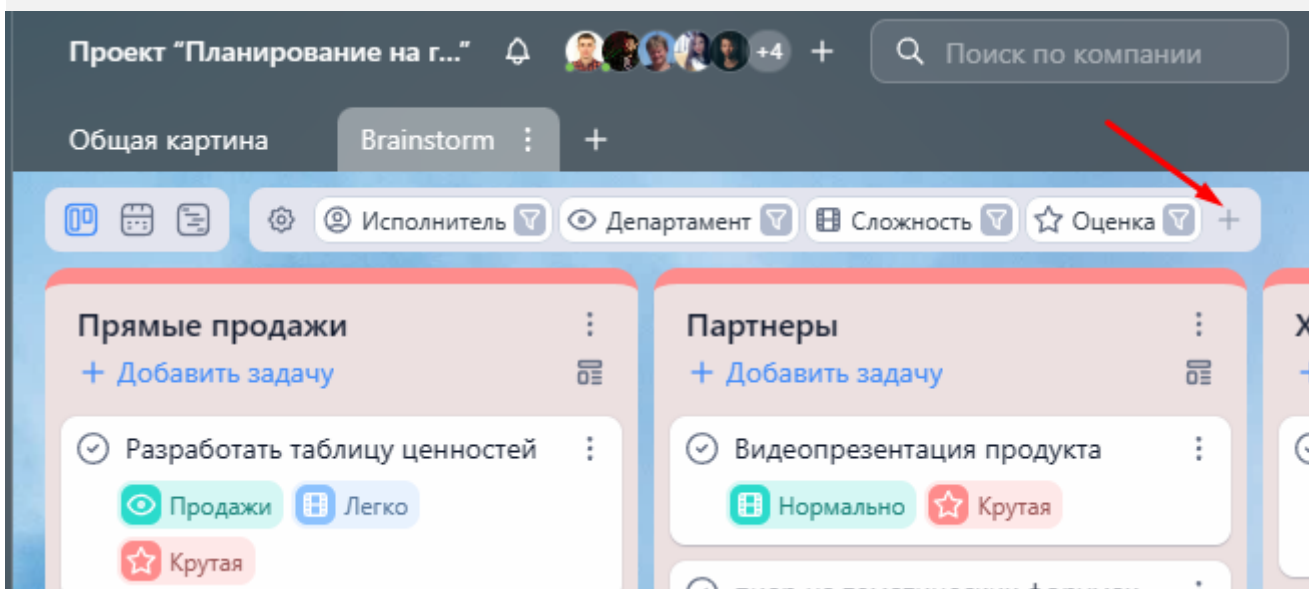 Проект “Планирование на г...” +4 + Поиск по компании
Общая картина Brainstorm +
Исполнитель Департамент Сложность Оценка +
Прямые продажи
+ Добавить задачу
Разработать таблицу ценностей
Продажи Легко
Крутая
Партнеры
+ Добавить задачу
Видеопрезентация продукта
Нормально Крутая